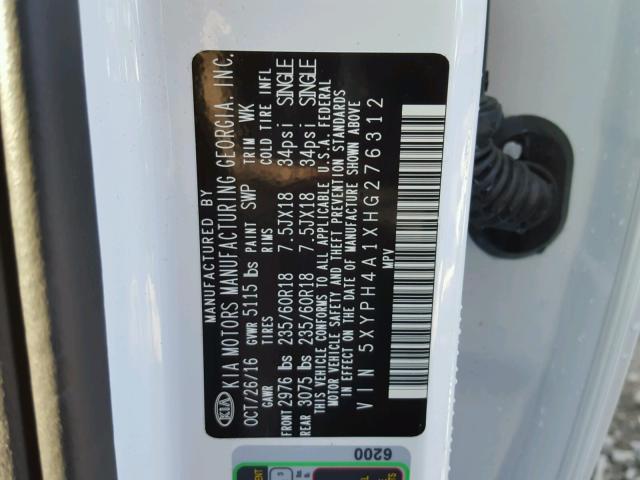 MANUFACTURED BY
KIA KIA MOTORS MANUFACTURING GEORGIA. INC.
OCT/26/16 GVWR 5115 lbs PAINT SWP TRIM WK
GAWR TIRES RIMS COLD TIRE INFL
FRONT 2976 lbs 235/60R18 7.5JX18 34psi SINGLE
REAR 3075 lbs 235/60R18 7.5JX18 34psi SINGLE
THIS VEHICLE CONFORMS TO ALL APPLICABLE U.S.A. FEDERAL
MOTOR VEHICLE SAFETY AND THEFT PREVENTION STANDARDS
IN EFFECT ON THE DATE OF MANUFACTURE SHOWN ABOVE
VIN 5XYPH4A1XHG276312
MPV
6200